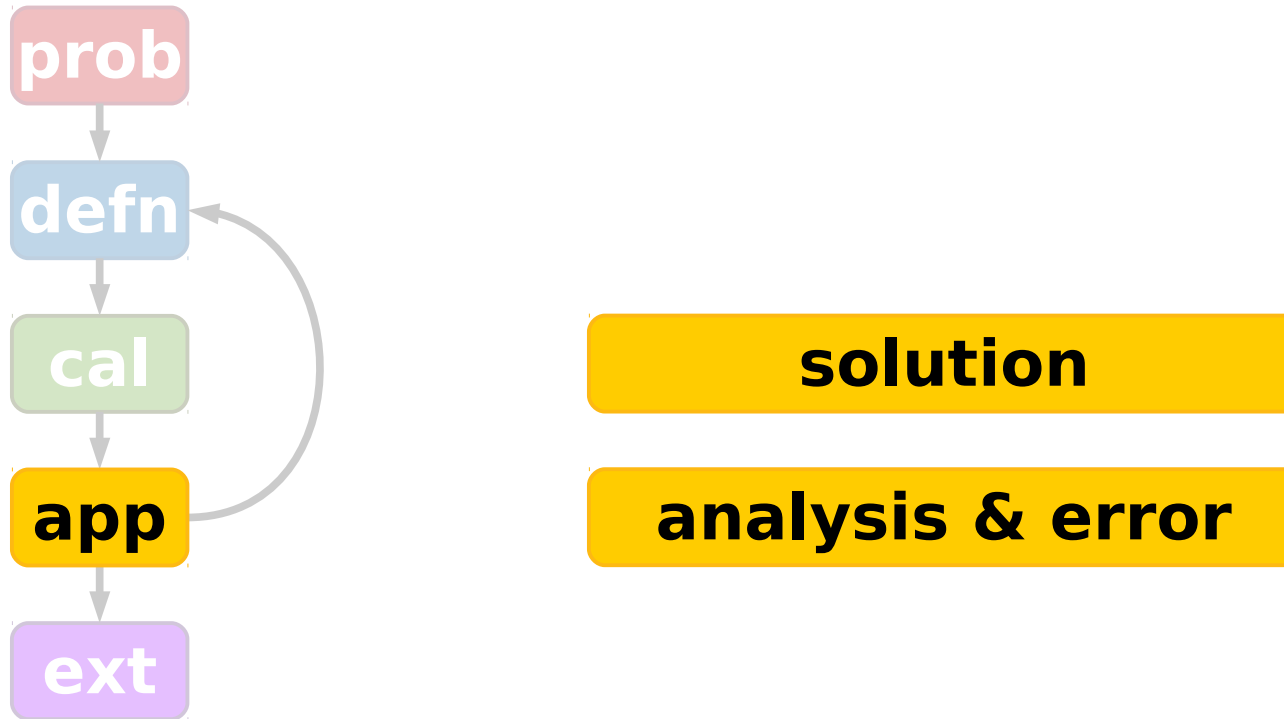 prob
defn
cal
solution
app
analysis & error
ext